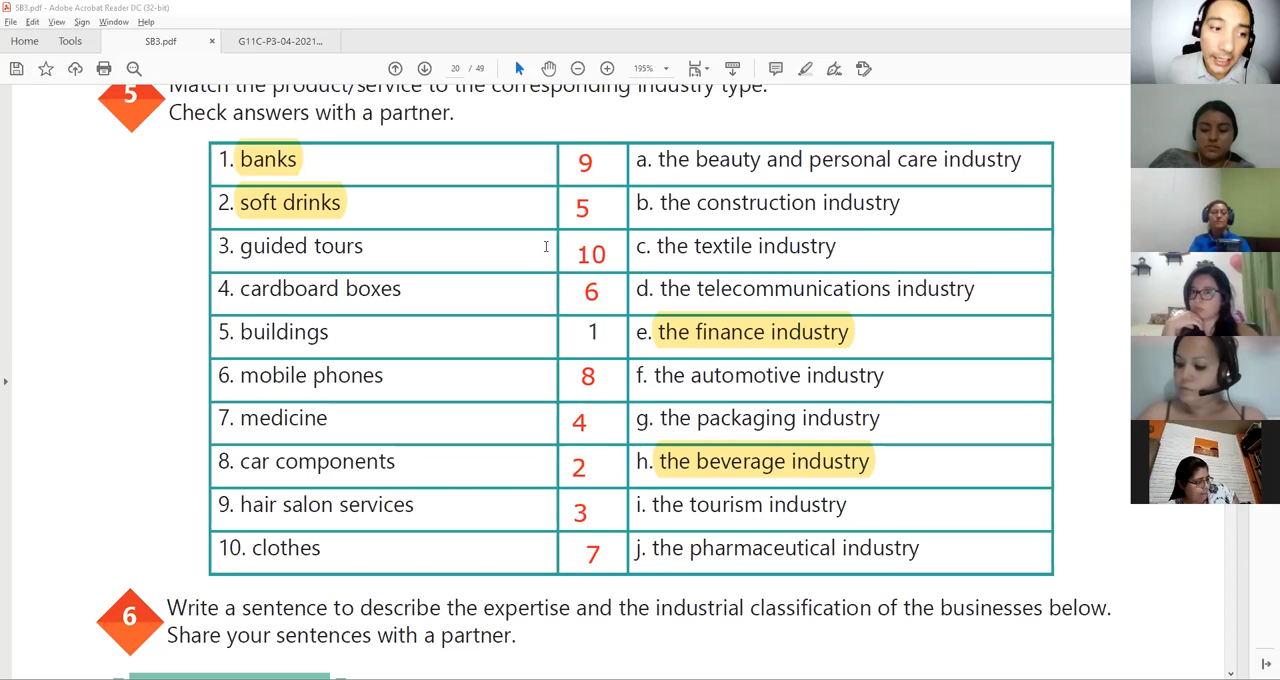 SB3.pdf - Adobe Acrobat Reader DC (32-bit)
File Edit View Sign Window Help
Home Tools SB3.pdf × G11C-P3-04-2021...
20 / 49 195%
5 Match the product/service to the corresponding industry type.
Check answers with a partner.
1. banks 9 a. the beauty and personal care industry
2. soft drinks 5 b. the construction industry
3. guided tours 10 c. the textile industry
4. cardboard boxes 6 d. the telecommunications industry
5. buildings 1 e. the finance industry
6. mobile phones 8 f. the automotive industry
7. medicine 4 g. the packaging industry
8. car components 2 h. the beverage industry
9. hair salon services 3 i. the tourism industry
10. clothes 7 j. the pharmaceutical industry
6 Write a sentence to describe the expertise and the industrial classification of the businesses below.
Share your sentences with a partner.